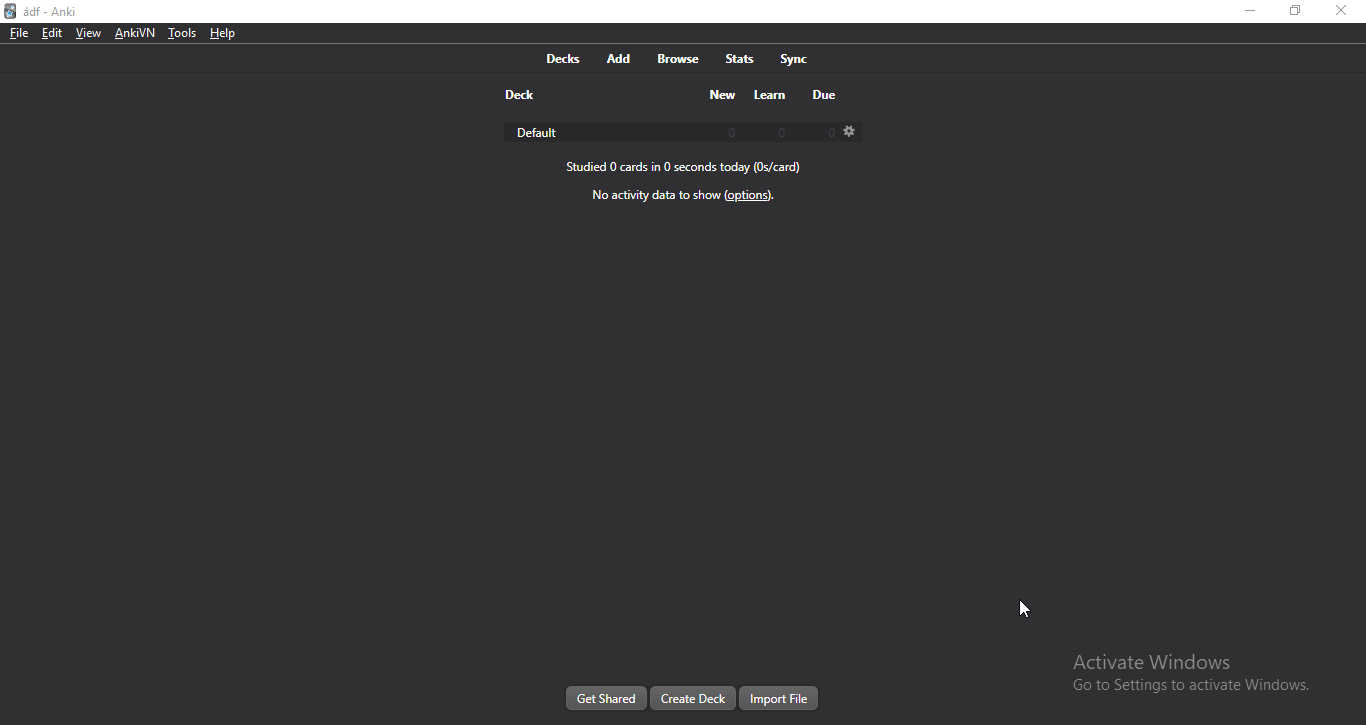 ádf - Anki
File Edit View AnkiVN Tools Help
Decks Add Browse Stats Sync
Deck New Learn Due
Default 0 0 0
Studied 0 cards in 0 seconds today (0s/card)
No activity data to show (options).
Activate Windows
Go to Settings to activate Windows.
Get Shared Create Deck Import File